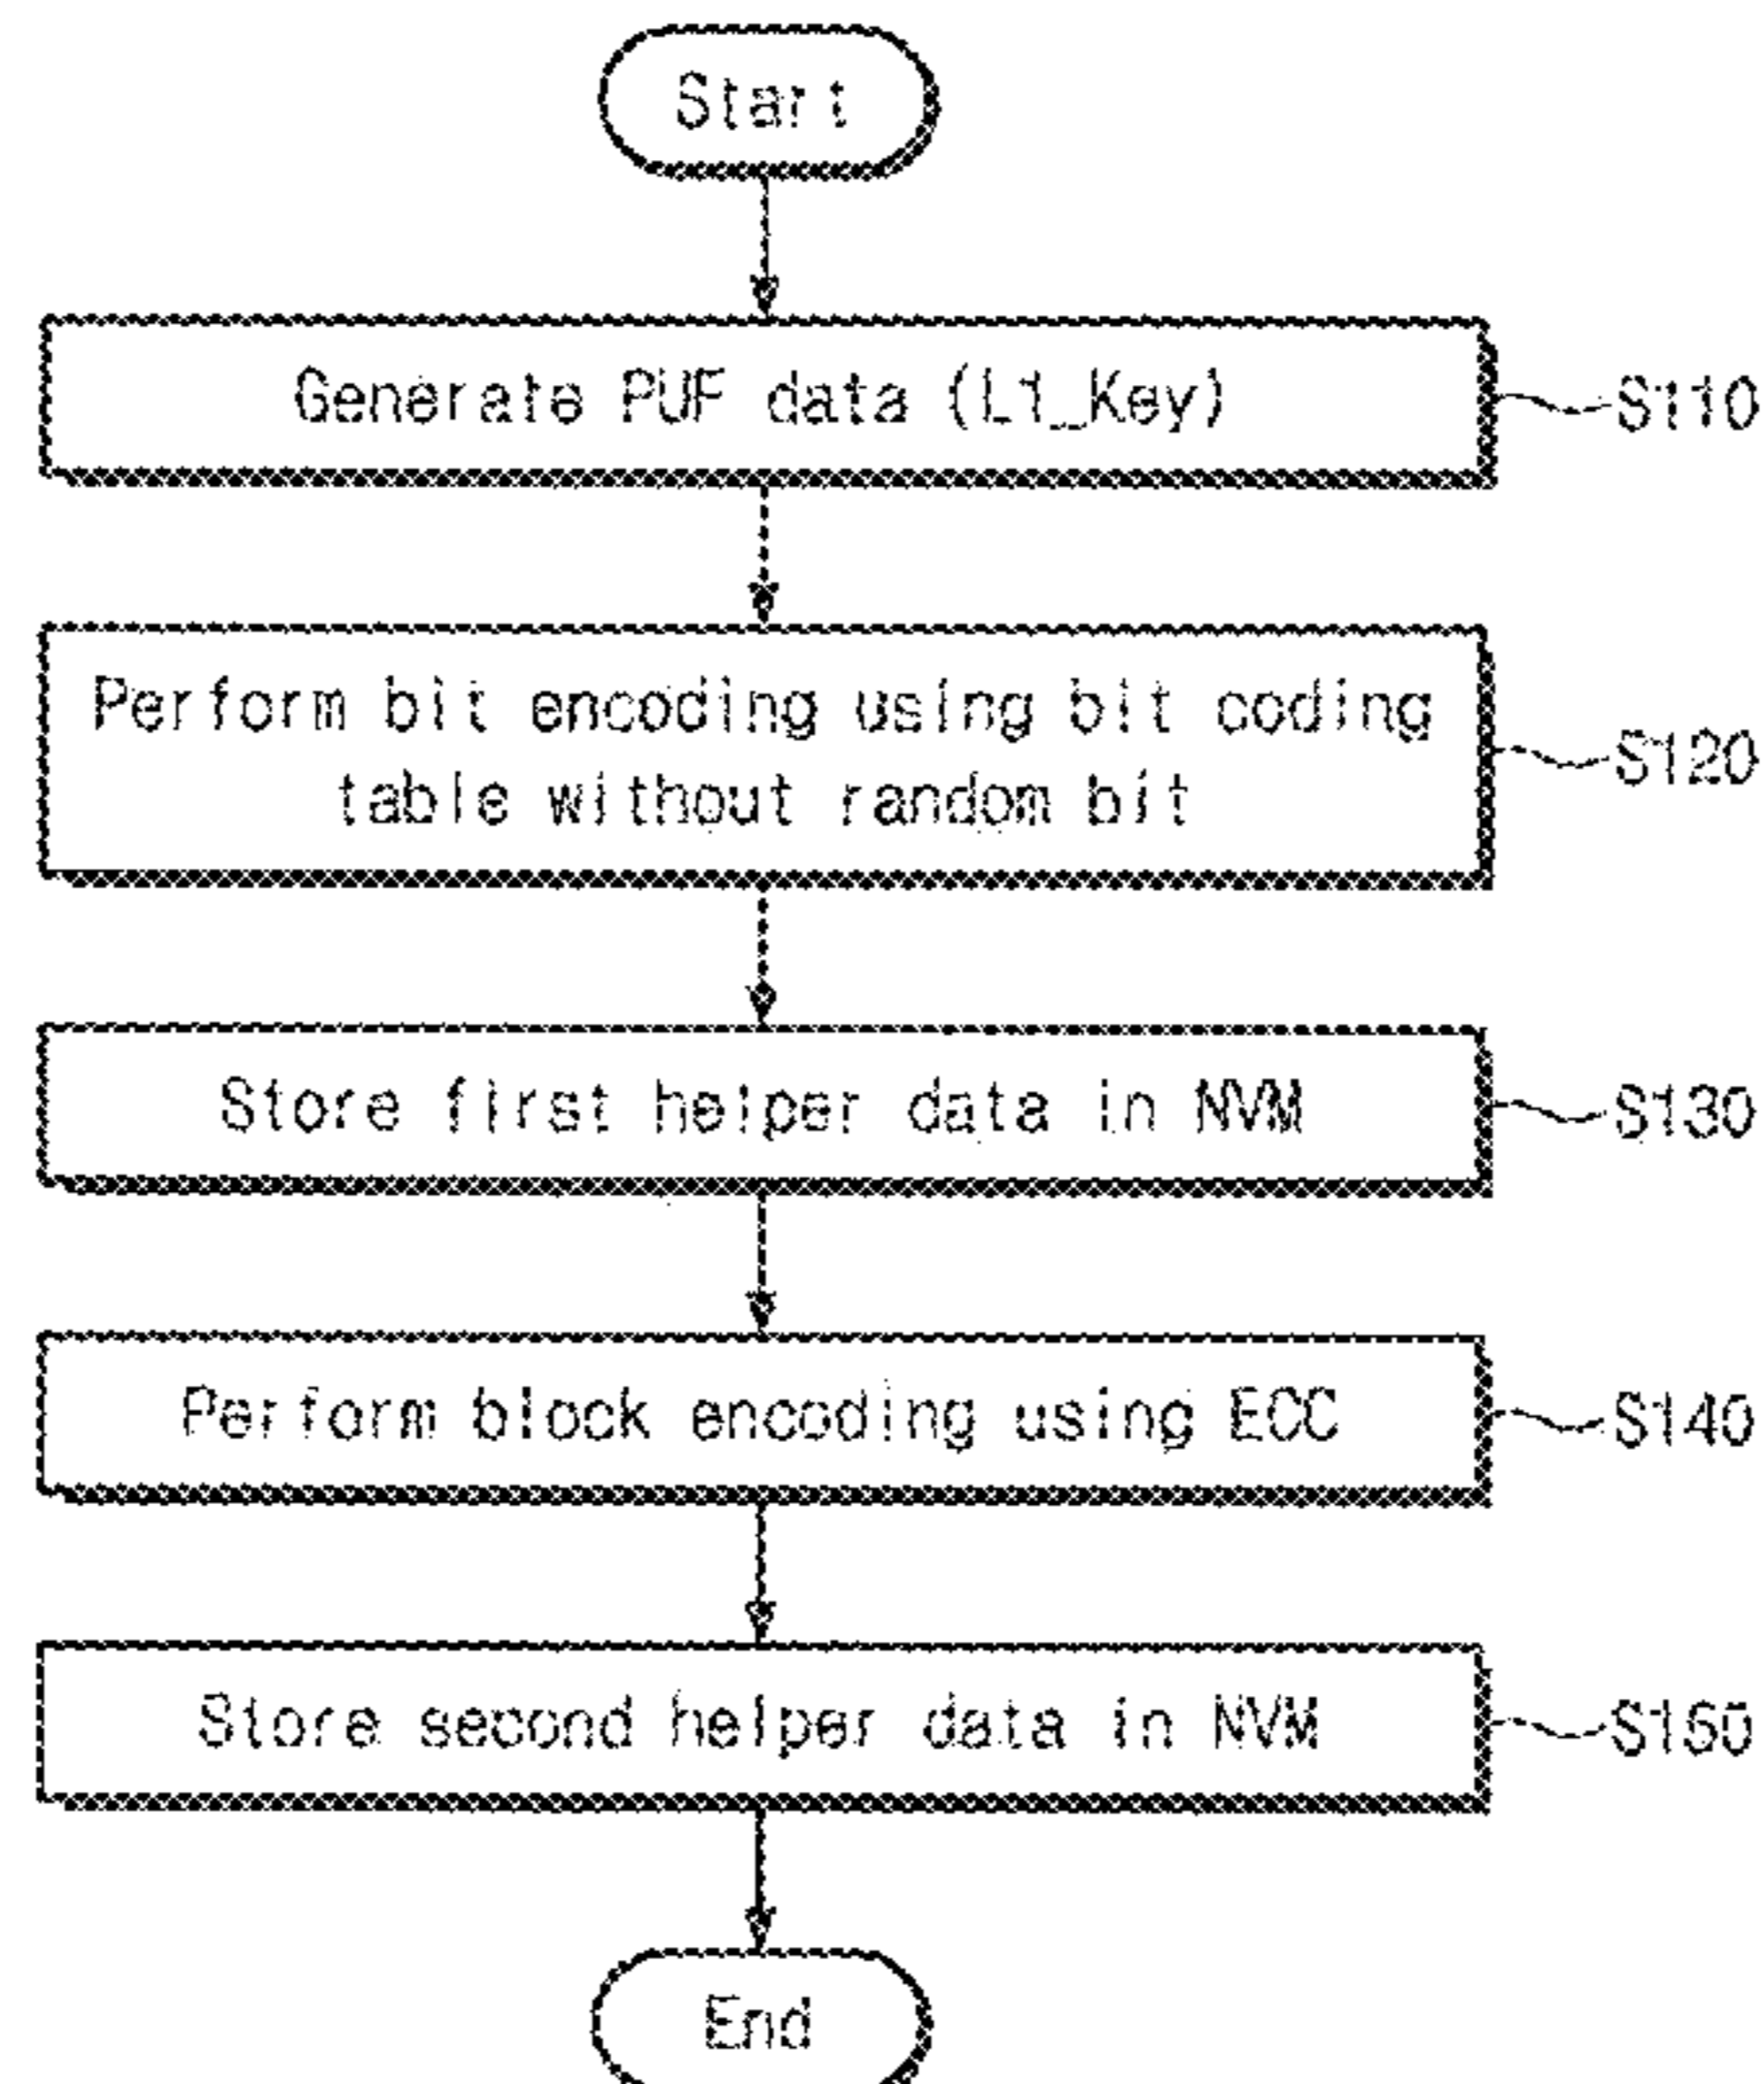 Start
Generate PUF data (L1_Key)
S110
Perform bit encoding using bit coding
table without random bit
S120
Store first helper data in NVM
S130
Perform block encoding using ECC
S140
Store second helper data in NVM
S150
End